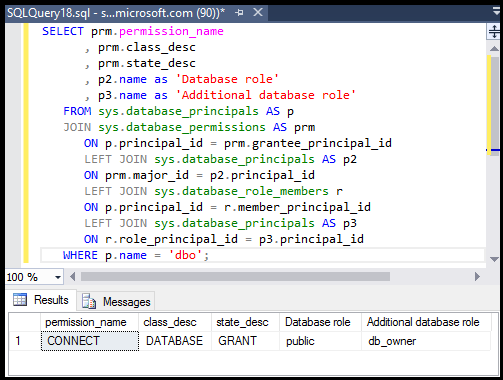 SQLQuery18.sql - s...microsoft.com (90))*
SELECT prm.permission_name
, prm.class_desc
, prm.state_desc
, p2.name as 'Database role'
, p3.name as 'Additional database role'
FROM sys.database_principals AS p
JOIN sys.database_permissions AS prm
ON p.principal_id = prm.grantee_principal_id
LEFT JOIN sys.database_principals AS p2
ON prm.major_id = p2.principal_id
LEFT JOIN sys.database_role_members r
ON p.principal_id = r.member_principal_id
LEFT JOIN sys.database_principals AS p3
ON r.role_principal_id = p3.principal_id
WHERE p.name = 'dbo';
100 %
Results Messages
permission_name class_desc state_desc Database role Additional database role
1 CONNECT DATABASE GRANT public db_owner